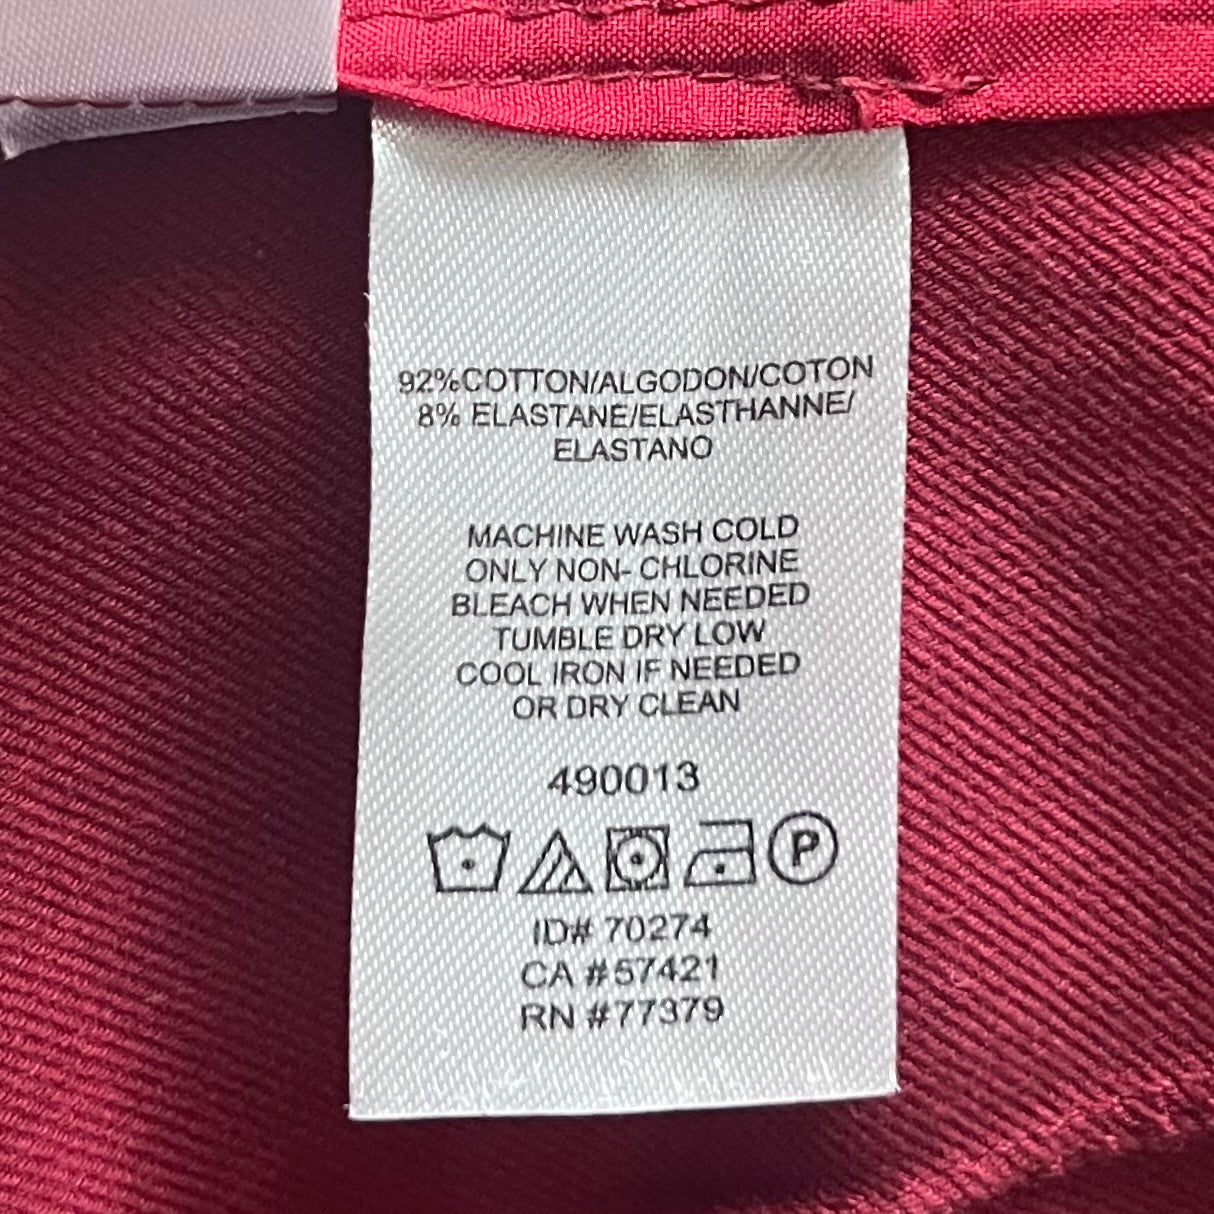 92%COTTON/ALGODON/COTON
8% ELASTANE/ELASTHANNE/
ELASTANO
MACHINE WASH COLD
ONLY NON- CHLORINE
BLEACH WHEN NEEDED
TUMBLE DRY LOW
COOL IRON IF NEEDED
OR DRY CLEAN
490013
P
ID# 70274
CA #57421
RN #77379